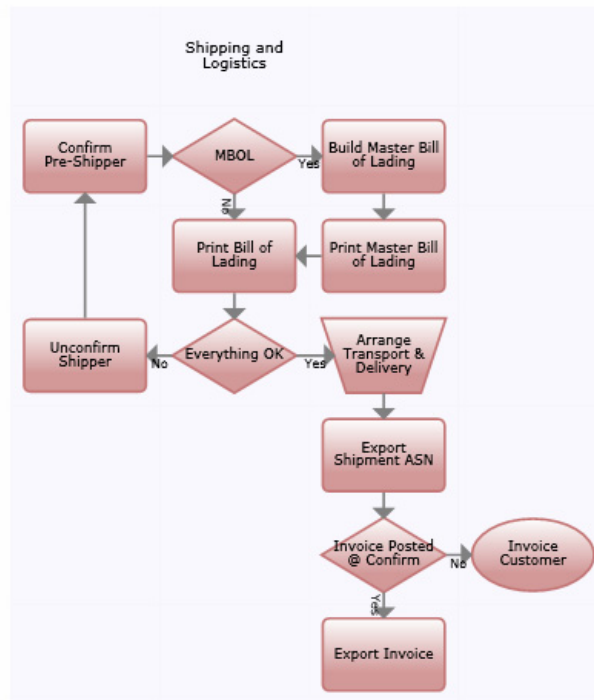 Shipping and
Logistics
Confirm
Pre-Shipper
MBOL
Yes
Build Master Bill
of Lading
No
Print Bill of
Lading
Print Master Bill
of Lading
Unconfirm
Shipper
No
Everything OK
Yes
Arrange
Transport &
Delivery
Export
Shipment ASN
Invoice Posted
@ Confirm
No
Invoice
Customer
Yes
Export Invoice